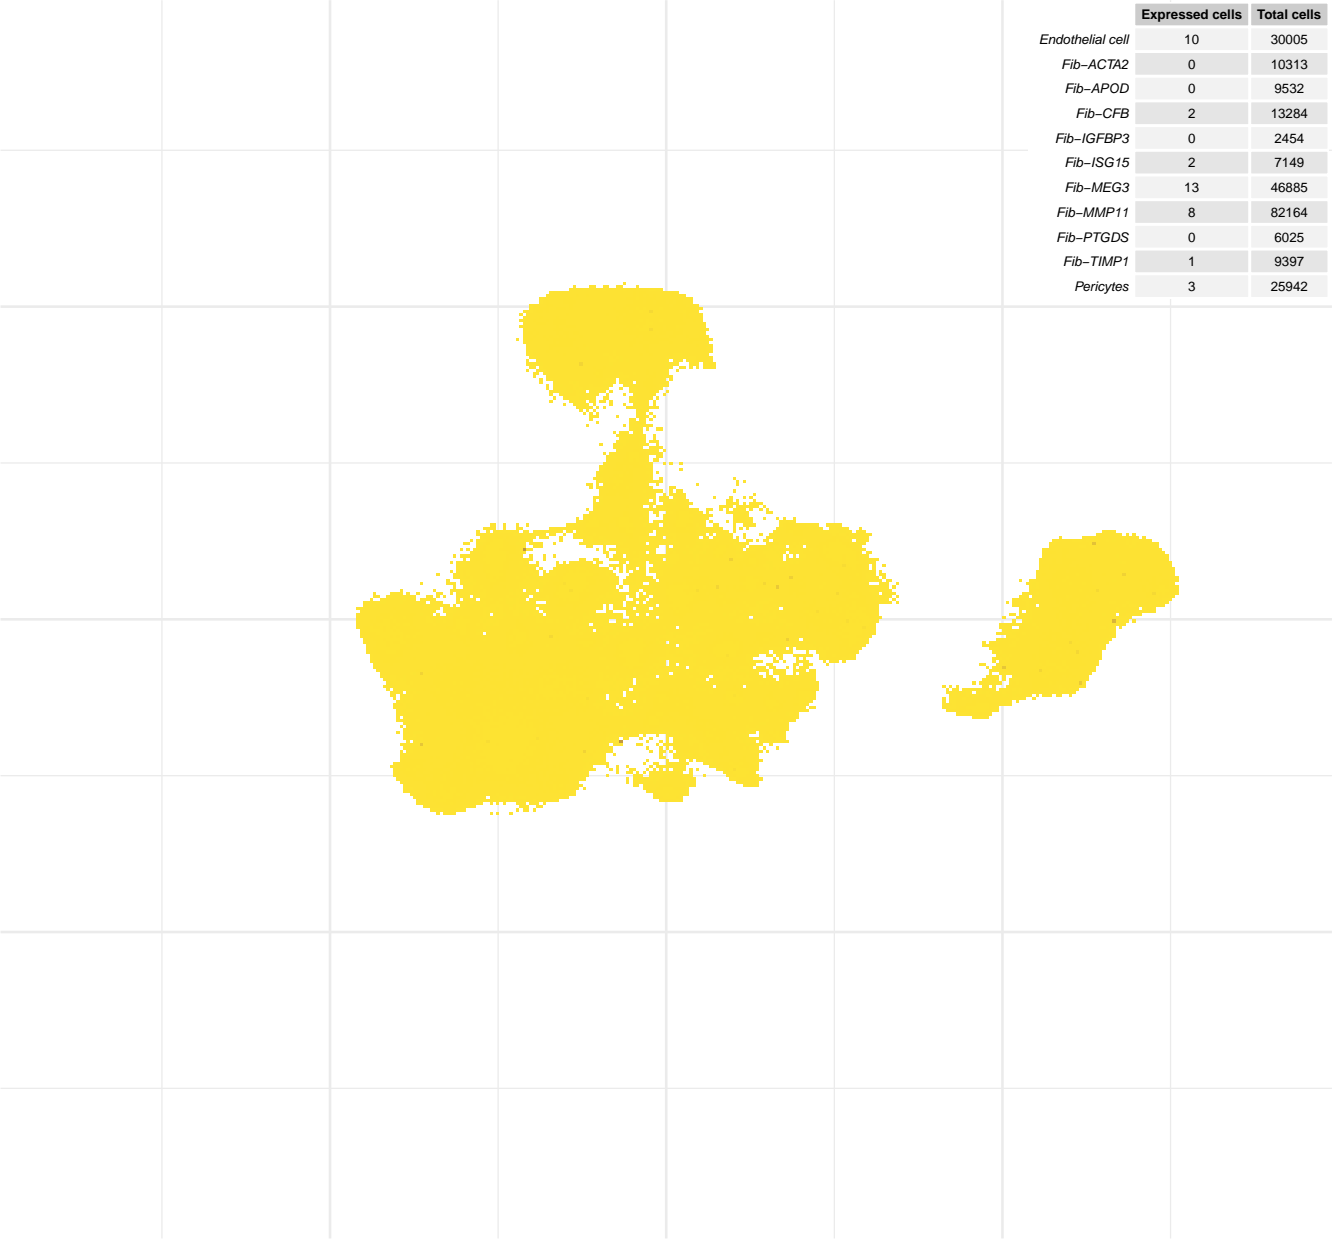 Expressed cells Total cells
Endothelial cell 10 30005
Fib−ACTA2 0 10313
Fib−APOD 0 9532
Fib−CFB 2 13284
Fib−IGFBP3 0 2454
Fib−ISG15 2 7149
Fib−MEG3 13 46885
Fib−MMP11 8 82164
Fib−PTGDS 0 6025
Fib−TIMP1 1 9397
Pericytes 3 25942